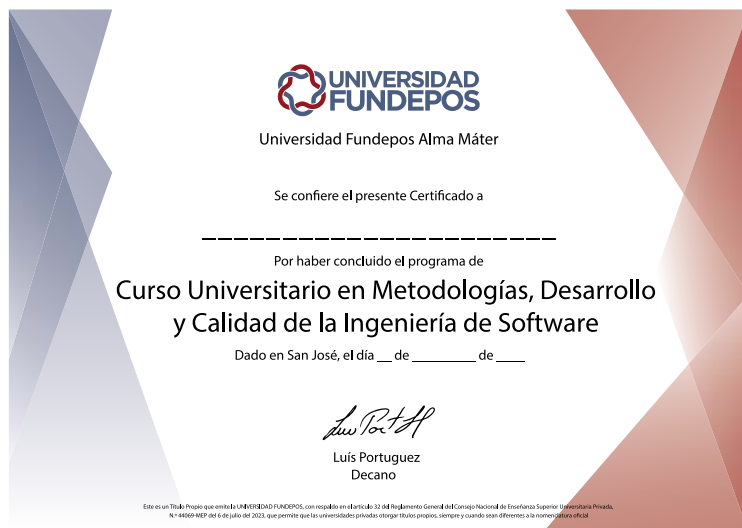 UNIVERSIDAD
FUNDEPOS
Universidad Fundepos Alma Máter
Se confiere el presente Certificado a
Por haber concluido el programa de
Curso Universitario en Metodologías, Desarrollo
y Calidad de la Ingeniería de Software
Dado en San José, el día __ de ________ de ____
Luís Portuguez
Decano
Este es un Título Propio que emite la UNIVERSIDAD FUNDEPOS, con respaldo en el artículo 32 del Reglamento General del Consejo Nacional de Enseñanza Superior Universitaria Privada,
N.º 44069-MEP del 6 de julio del 2023, que permite que las universidades privadas otorgar títulos propios, siempre y cuando sean diferentes a la nomenclatura oficial